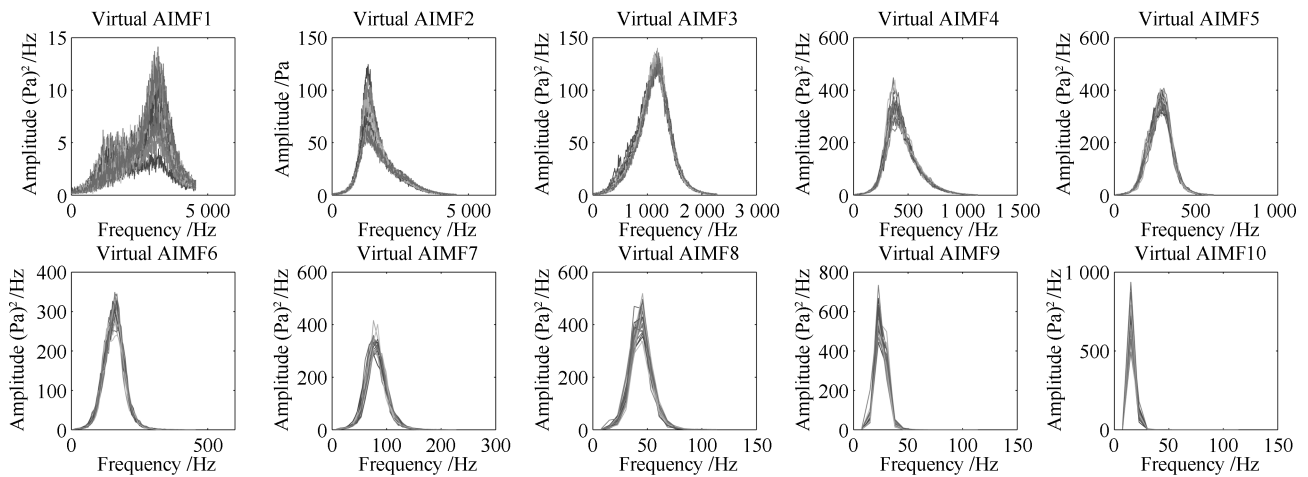 Virtual AIMF1
15
10
5
0
0 5 000
Amplitude (Pa)² /Hz
Frequency /Hz
Virtual AIMF2
150
100
50
0
0 5 000
Amplitude /Pa
Frequency /Hz
Virtual AIMF3
150
100
50
0
0 1 000 2 000 3 000
Amplitude (Pa)² /Hz
Frequency /Hz
Virtual AIMF4
600
400
200
0
0 500 1 000 1 500
Amplitude (Pa)² /Hz
Frequency /Hz
Virtual AIMF5
600
400
200
0
0 500 1 000
Amplitude (Pa)² /Hz
Frequency /Hz
Virtual AIMF6
400
300
200
100
0
0 500
Amplitude (Pa)² /Hz
Frequency /Hz
Virtual AIMF7
600
400
200
0
0 100 200 300
Amplitude (Pa)² /Hz
Frequency /Hz
Virtual AIMF8
600
400
200
0
0 50 100 150
Amplitude (Pa)² /Hz
Frequency /Hz
Virtual AIMF9
800
600
400
200
0
0 50 100 150
Amplitude (Pa)² /Hz
Frequency /Hz
Virtual AIMF10
1 000
500
0
0 50 100 150
Amplitude (Pa)² /Hz
Frequency /Hz